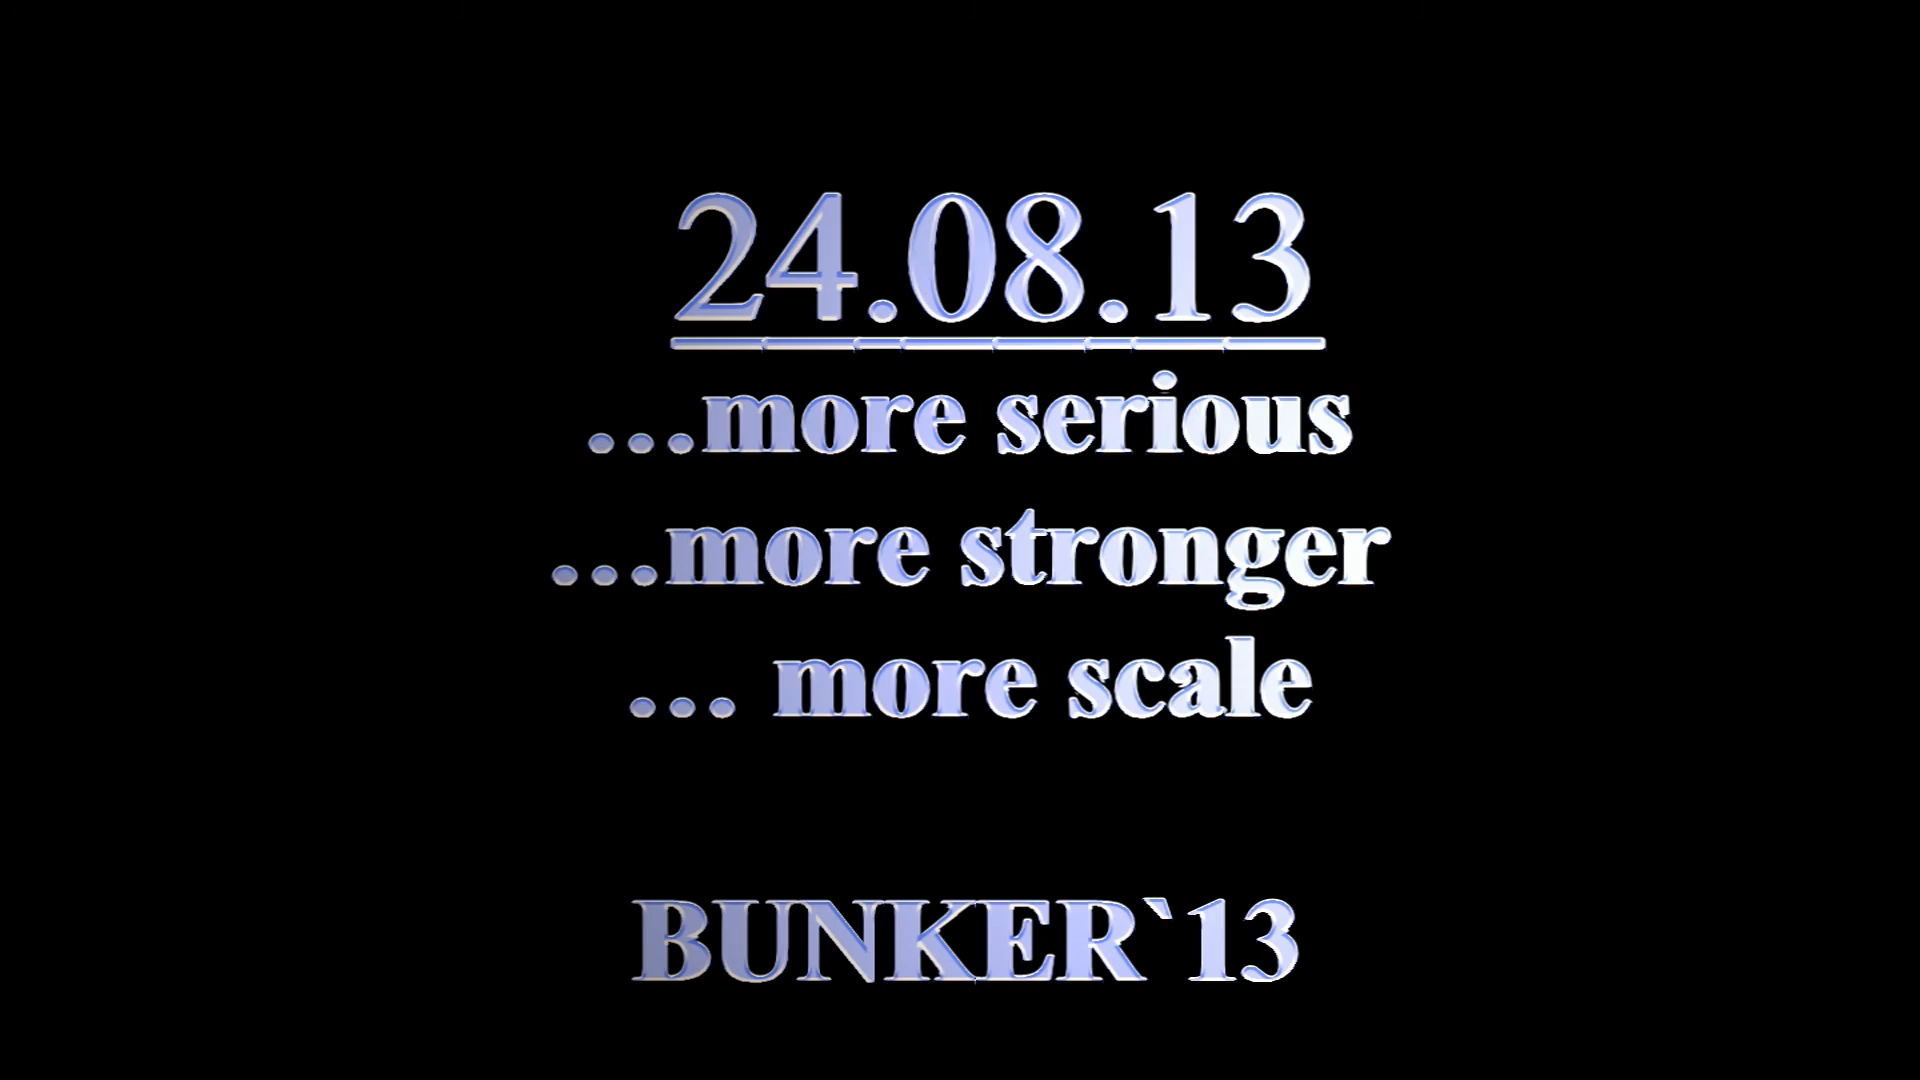 24.08.13
...more serious
...more stronger
... more scale
BUNKER`13